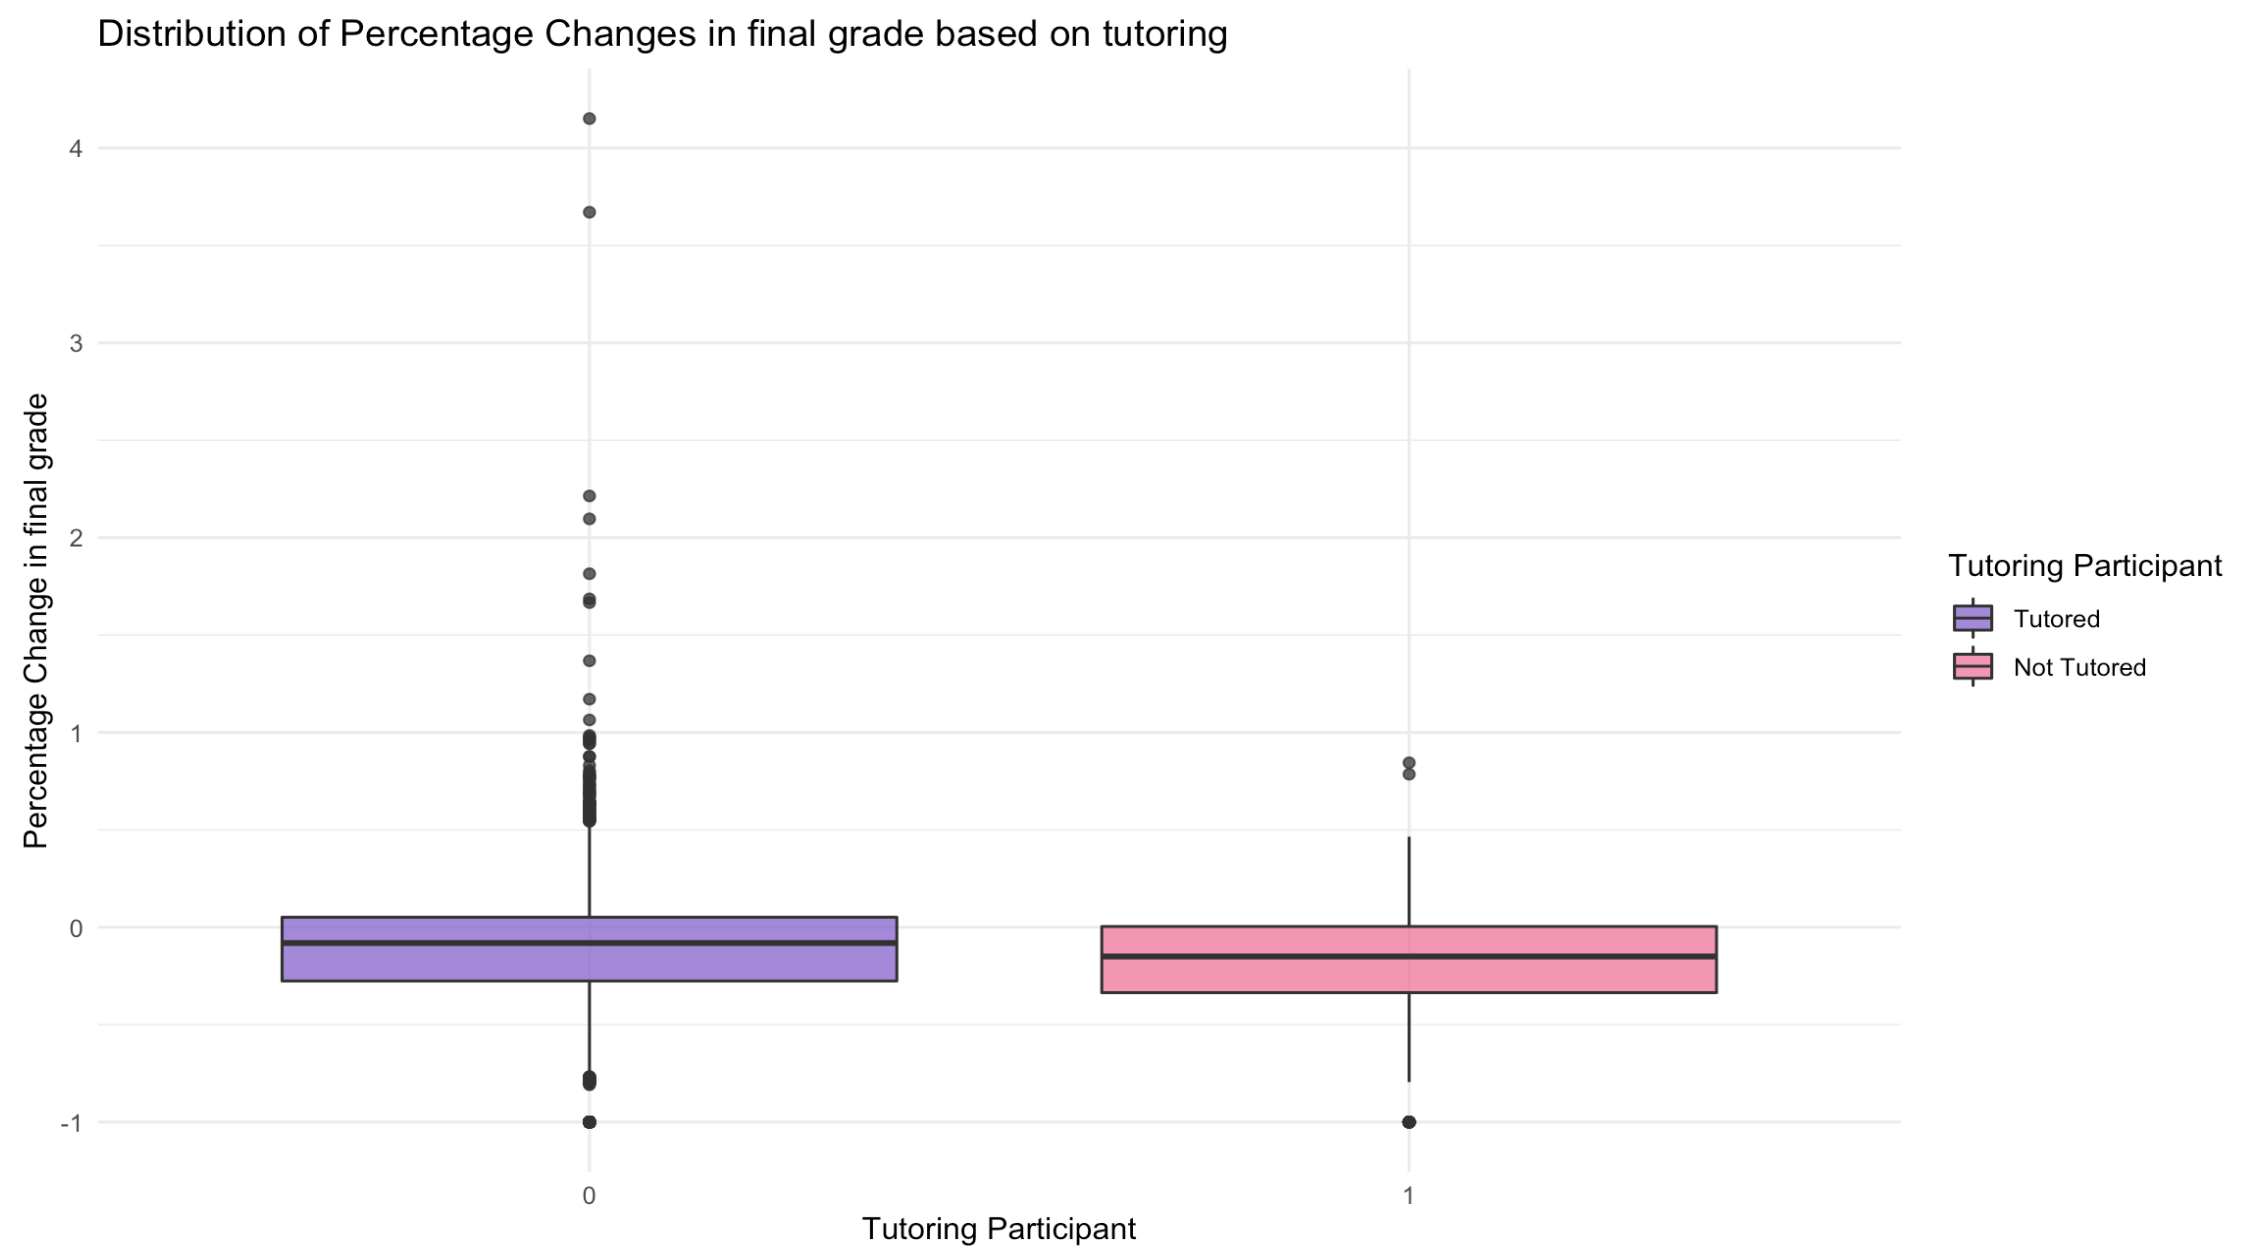 Distribution of Percentage Changes in final grade based on tutoring
Percentage Change in final grade
4
3
2
1
0
-1
0
1
Tutoring Participant
Tutoring Participant
Tutored
Not Tutored